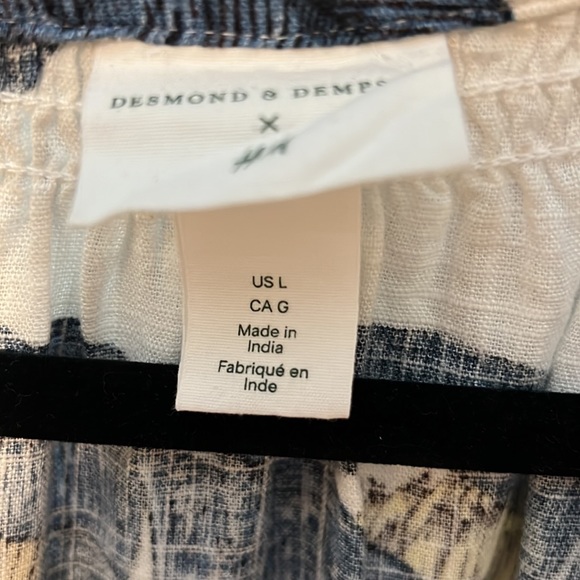 DESMOND & DEMPS
X
H&M
US L
CA G
Made in
India
Fabriqué en
Inde